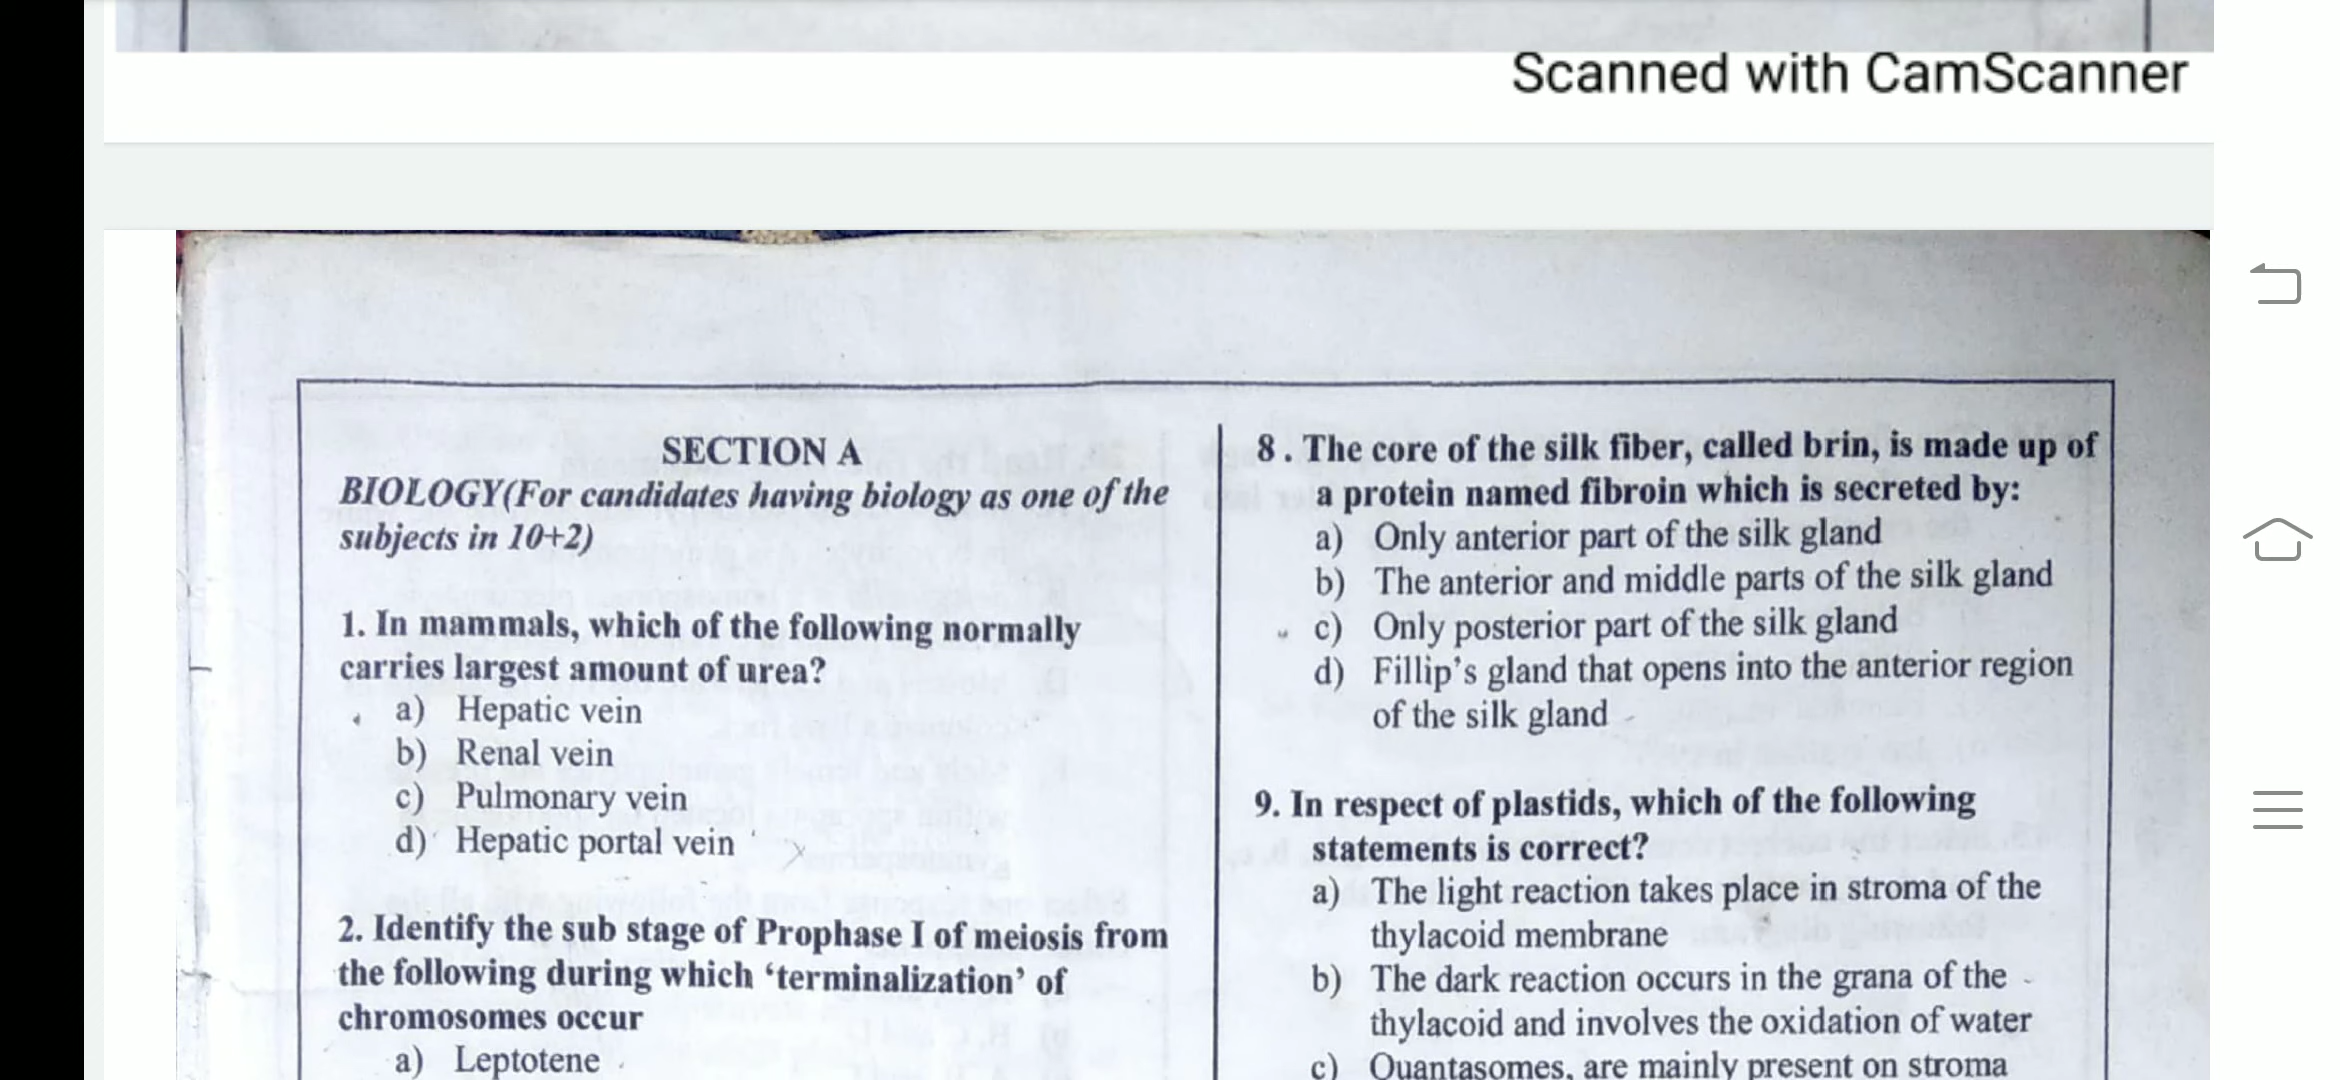 Scanned with CamScanner
SECTION A
BIOLOGY(For candidates having biology as one of the
subjects in 10+2)
1. In mammals, which of the following normally
carries largest amount of urea?
a) Hepatic vein
b) Renal vein
c) Pulmonary vein
d) Hepatic portal vein
2. Identify the sub stage of Prophase I of meiosis from
the following during which ‘terminalization’ of
chromosomes occur
a) Leptotene
8 . The core of the silk fiber, called brin, is made up of
a protein named fibroin which is secreted by:
a) Only anterior part of the silk gland
b) The anterior and middle parts of the silk gland
c) Only posterior part of the silk gland
d) Fillip’s gland that opens into the anterior region
of the silk gland
9. In respect of plastids, which of the following
statements is correct?
a) The light reaction takes place in stroma of the
thylacoid membrane
b) The dark reaction occurs in the grana of the
thylacoid and involves the oxidation of water
c) Quantasomes, are mainly present on stroma